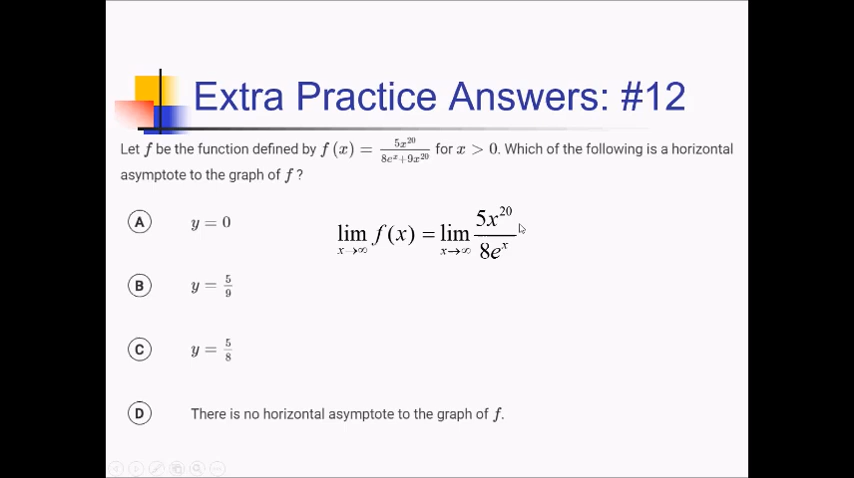 Extra Practice Answers: #12
Let f be the function defined by f (x) = 5x^20 / 8e^x+9x^20 for x > 0. Which of the following is a horizontal
asymptote to the graph of f ?
A y = 0
lim x→∞ f(x) = lim x→∞ 5x^20 / 8e^x
B y = 5/9
C y = 5/8
D There is no horizontal asymptote to the graph of f.